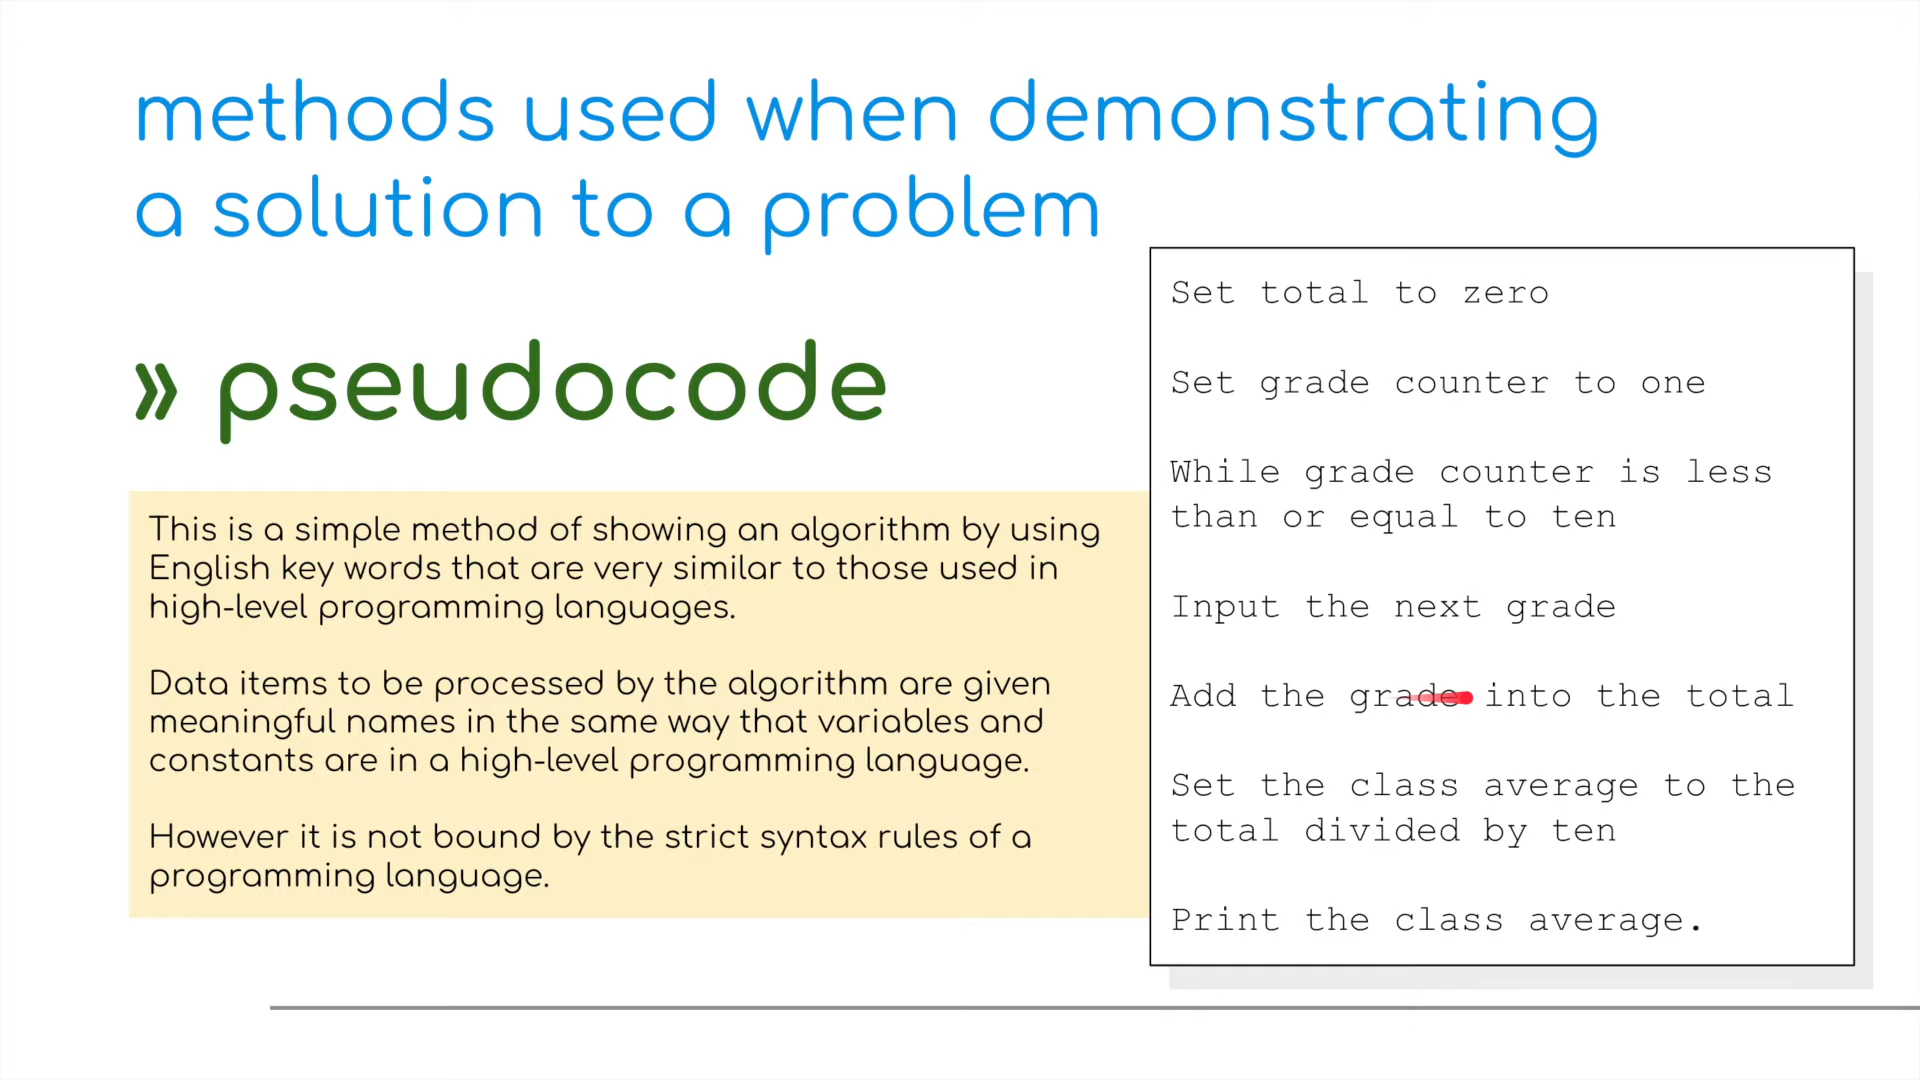 methods used when demonstrating
a solution to a problem
» pseudocode
This is a simple method of showing an algorithm by using
English key words that are very similar to those used in
high-level programming languages.
Data items to be processed by the algorithm are given
meaningful names in the same way that variables and
constants are in a high-level programming language.
However it is not bound by the strict syntax rules of a
programming language.
Set total to zero
Set grade counter to one
While grade counter is less
than or equal to ten
Input the next grade
Add the grade into the total
Set the class average to the
total divided by ten
Print the class average.